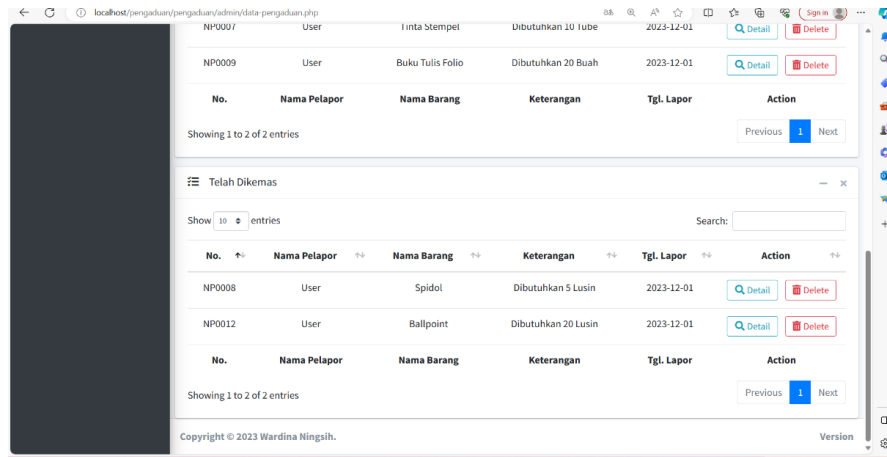 localhost/pengaduan/pengaduan/admin/data-pengaduan.php Sign in
NP0007 User Tinta Stempel Dibutuhkan 10 Tube 2023-12-01 Detail Delete
NP0009 User Buku Tulis Folio Dibutuhkan 20 Buah 2023-12-01 Detail Delete
No. Nama Pelapor Nama Barang Keterangan Tgl. Lapor Action
Showing 1 to 2 of 2 entries Previous 1 Next
Telah Dikemas
Show 10 entries Search:
No. Nama Pelapor Nama Barang Keterangan Tgl. Lapor Action
NP0008 User Spidol Dibutuhkan 5 Lusin 2023-12-01 Detail Delete
NP0012 User Ballpoint Dibutuhkan 20 Lusin 2023-12-01 Detail Delete
No. Nama Pelapor Nama Barang Keterangan Tgl. Lapor Action
Showing 1 to 2 of 2 entries Previous 1 Next
Copyright © 2023 Wardina Ningsih. Version